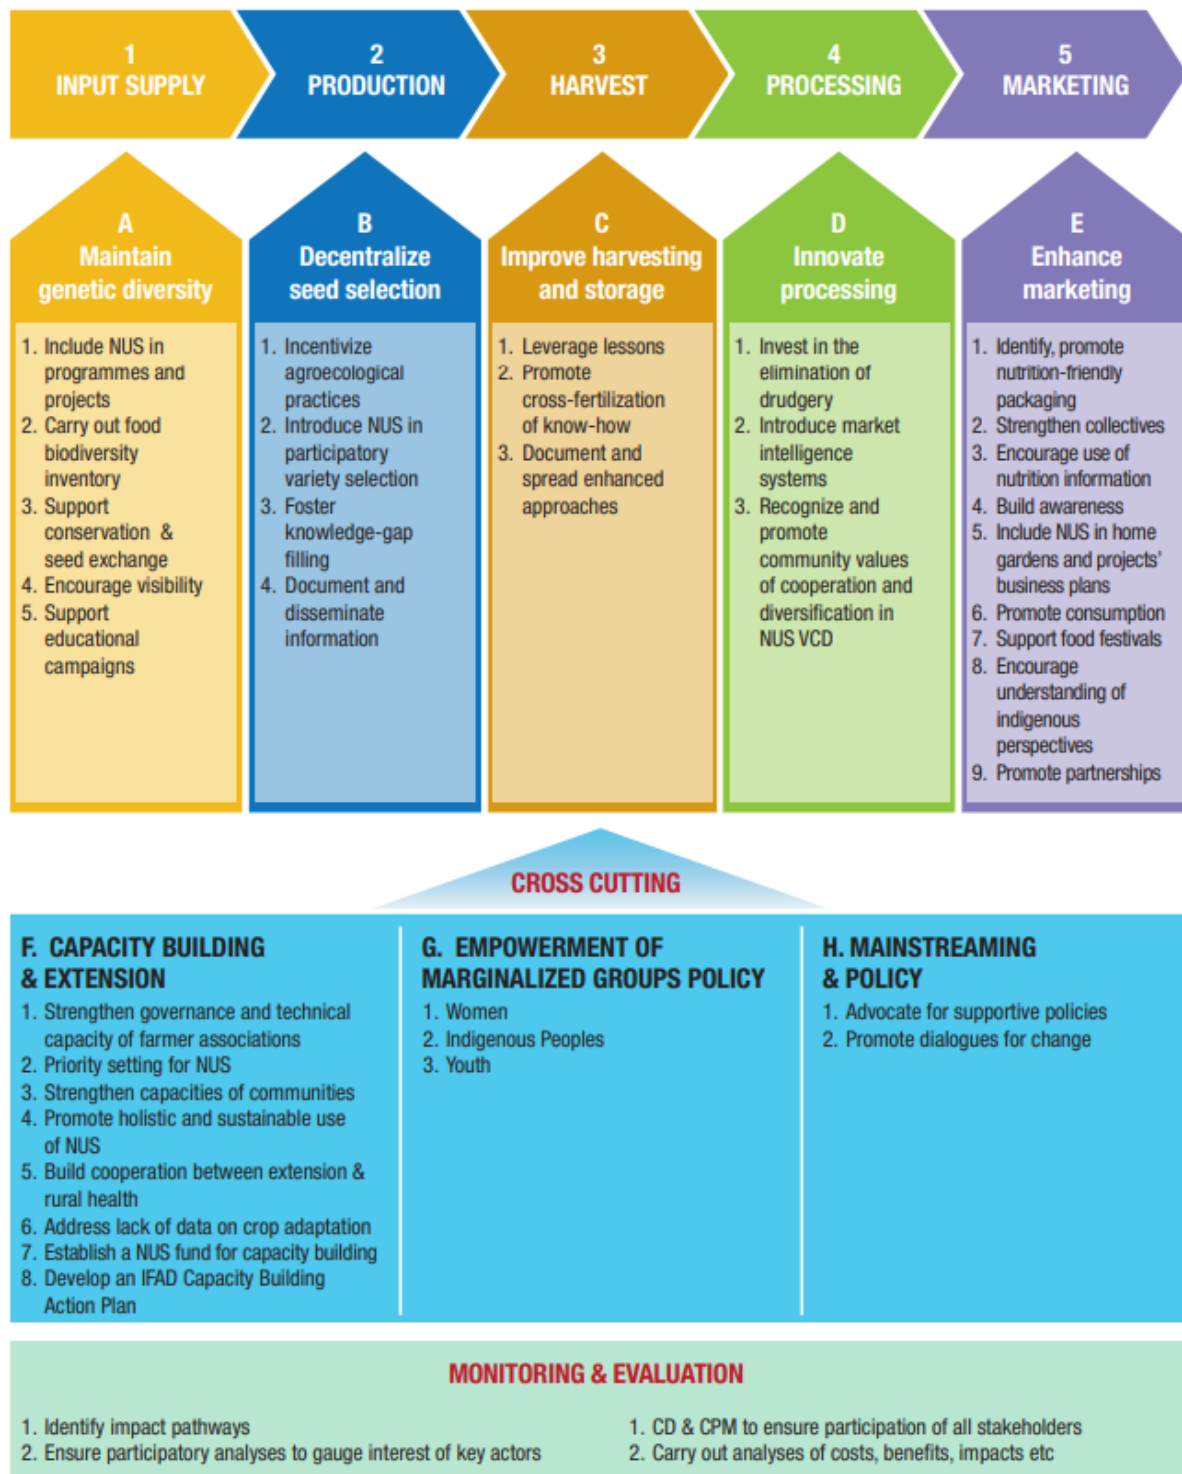 1
INPUT SUPPLY
2
PRODUCTION
3
HARVEST
4
PROCESSING
5
MARKETING
A
Maintain
genetic diversity
1. Include NUS in
programmes and
projects
2. Carry out food
biodiversity
inventory
3. Support
conservation &
seed exchange
4. Encourage visibility
5. Support
educational
campaigns
B
Decentralize
seed selection
1. Incentivize
agroecological
practices
2. Introduce NUS in
participatory
variety selection
3. Foster
knowledge-gap
filling
4. Document and
disseminate
information
C
Improve harvesting
and storage
1. Leverage lessons
2. Promote
cross-fertilization
of know-how
3. Document and
spread enhanced
approaches
D
Innovate
processing
1. Invest in the
elimination of
drudgery
2. Introduce market
intelligence
systems
3. Recognize and
promote
community values
of cooperation and
diversification in
NUS VCD
E
Enhance
marketing
1. Identify, promote
nutrition-friendly
packaging
2. Strengthen collectives
3. Encourage use of
nutrition information
4. Build awareness
5. Include NUS in home
gardens and projects'
business plans
6. Promote consumption
7. Support food festivals
8. Encourage
understanding of
indigenous
perspectives
9. Promote partnerships
CROSS CUTTING
F. CAPACITY BUILDING
& EXTENSION
1. Strengthen governance and technical
capacity of farmer associations
2. Priority setting for NUS
3. Strengthen capacities of communities
4. Promote holistic and sustainable use
of NUS
5. Build cooperation between extension &
rural health
6. Address lack of data on crop adaptation
7. Establish a NUS fund for capacity building
8. Develop an IFAD Capacity Building
Action Plan
G. EMPOWERMENT OF
MARGINALIZED GROUPS POLICY
1. Women
2. Indigenous Peoples
3. Youth
H. MAINSTREAMING
& POLICY
1. Advocate for supportive policies
2. Promote dialogues for change
MONITORING & EVALUATION
1. Identify impact pathways
2. Ensure participatory analyses to gauge interest of key actors
1. CD & CPM to ensure participation of all stakeholders
2. Carry out analyses of costs, benefits, impacts etc